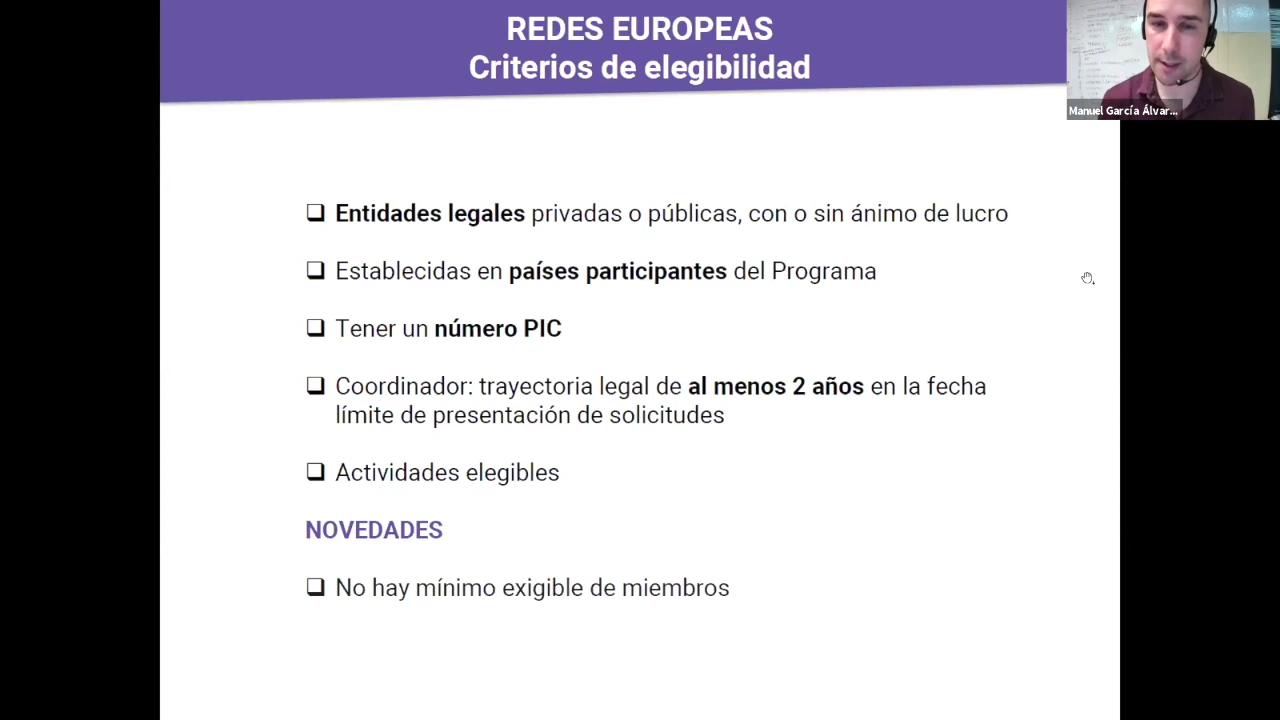 REDES EUROPEAS
Criterios de elegibilidad
Manuel García Álvar...
❑ Entidades legales privadas o públicas, con o sin ánimo de lucro
❑ Establecidas en países participantes del Programa
❑ Tener un número PIC
❑ Coordinador: trayectoria legal de al menos 2 años en la fecha
límite de presentación de solicitudes
❑ Actividades elegibles
NOVEDADES
❑ No hay mínimo exigible de miembros